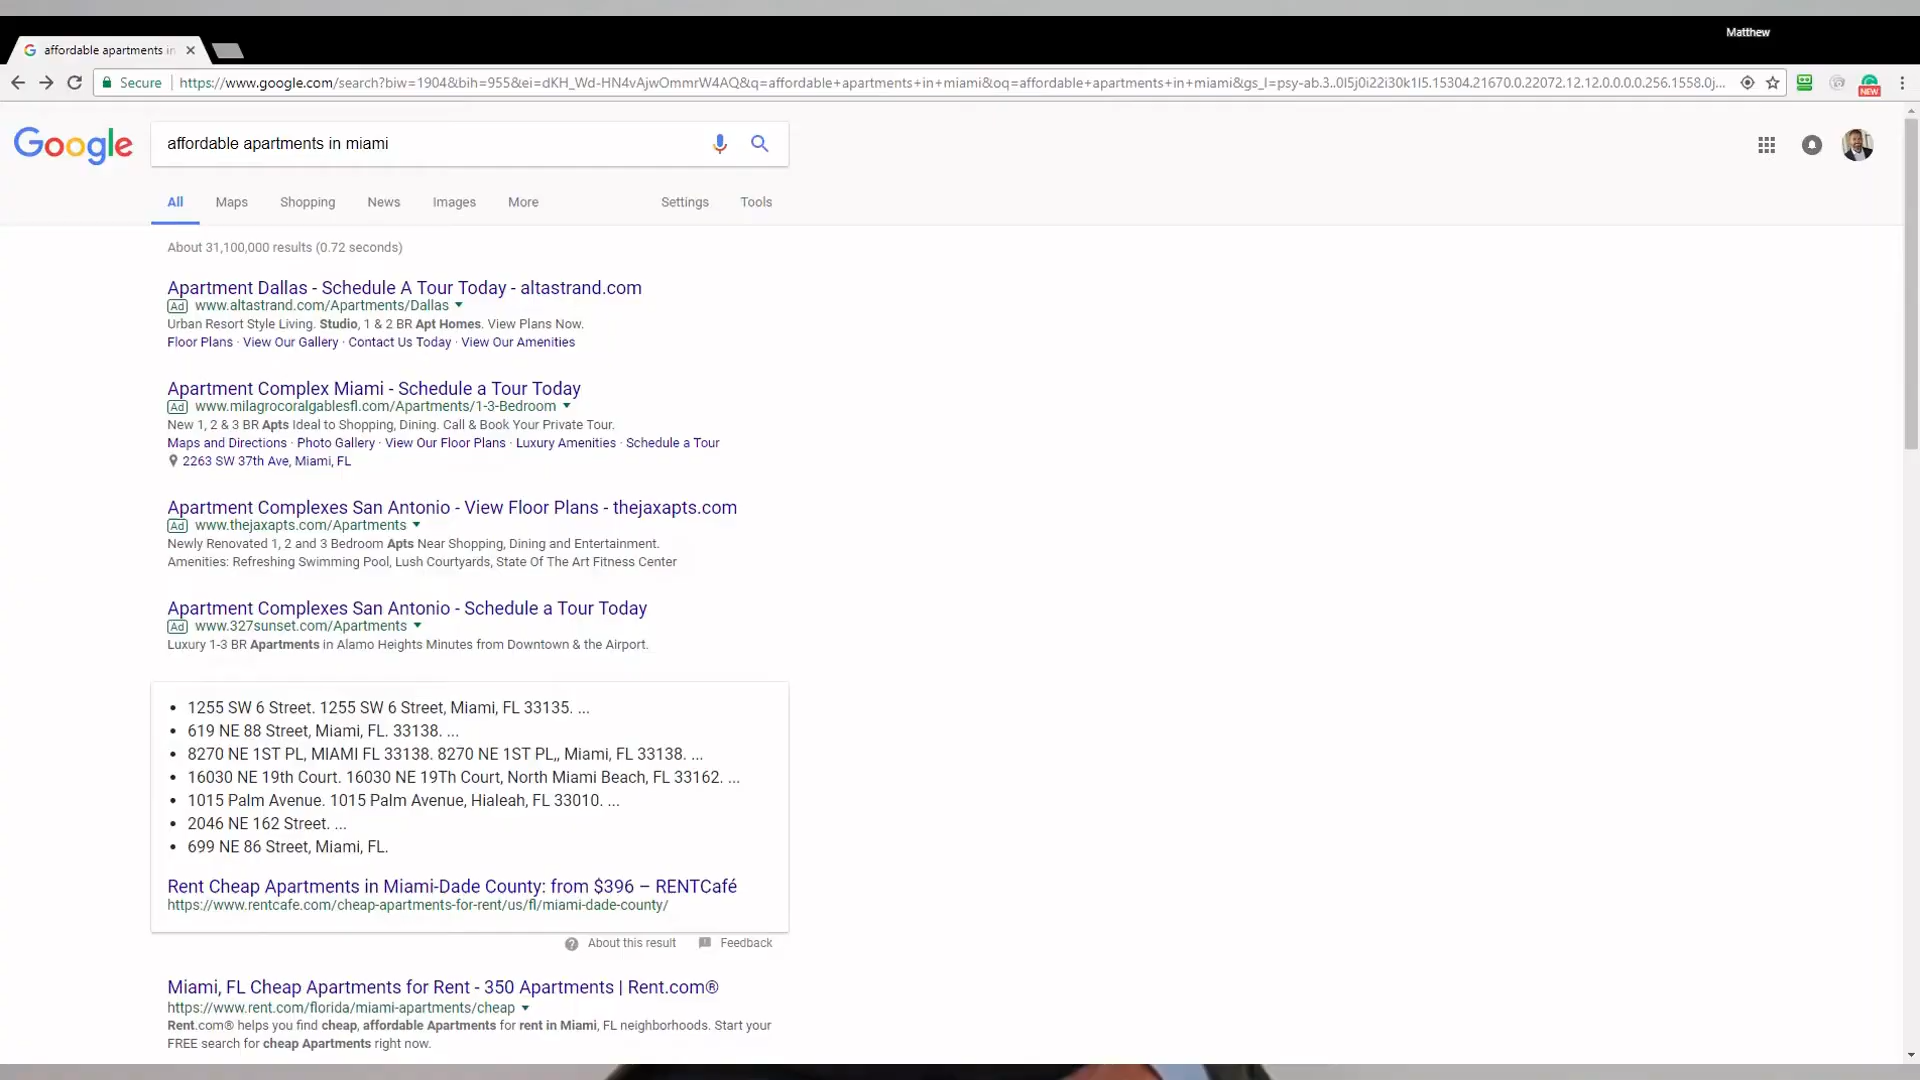 Matthew
affordable apartments in
Secure https://www.google.com/search?biw=1904&bih=955&ei=dKH_Wd-HN4vAjwOmmrW4AQ&q=affordable+apartments+in+miami&oq=affordable+apartments+in+miami&gs_l=psy-ab.3..0l5j0i22i30k1l5.15304.21670.0.22072.12.12.0.0.0.0.256.1558.0j...
NEW
Google affordable apartments in miami
All Maps Shopping News Images More Settings Tools
About 31,100,000 results (0.72 seconds)
Apartment Dallas - Schedule A Tour Today - altastrand.com
Ad www.altastrand.com/Apartments/Dallas
Urban Resort Style Living. Studio, 1 & 2 BR Apt Homes. View Plans Now.
Floor Plans · View Our Gallery · Contact Us Today · View Our Amenities
Apartment Complex Miami - Schedule a Tour Today
Ad www.milagrocoralgablesfl.com/Apartments/1-3-Bedroom
New 1, 2 & 3 BR Apts Ideal to Shopping, Dining. Call & Book Your Private Tour.
Maps and Directions · Photo Gallery · View Our Floor Plans · Luxury Amenities · Schedule a Tour
2263 SW 37th Ave, Miami, FL
Apartment Complexes San Antonio - View Floor Plans - thejaxapts.com
Ad www.thejaxapts.com/Apartments
Newly Renovated 1, 2 and 3 Bedroom Apts Near Shopping, Dining and Entertainment.
Amenities: Refreshing Swimming Pool, Lush Courtyards, State Of The Art Fitness Center
Apartment Complexes San Antonio - Schedule a Tour Today
Ad www.327sunset.com/Apartments
Luxury 1-3 BR Apartments in Alamo Heights Minutes from Downtown & the Airport.
• 1255 SW 6 Street. 1255 SW 6 Street, Miami, FL 33135. ...
• 619 NE 88 Street, Miami, FL. 33138. ...
• 8270 NE 1ST PL, MIAMI FL 33138. 8270 NE 1ST PL,, Miami, FL 33138. ...
• 16030 NE 19th Court. 16030 NE 19Th Court, North Miami Beach, FL 33162. ...
• 1015 Palm Avenue. 1015 Palm Avenue, Hialeah, FL 33010. ...
• 2046 NE 162 Street. ...
• 699 NE 86 Street, Miami, FL.
Rent Cheap Apartments in Miami-Dade County: from $396 – RENTCafé
https://www.rentcafe.com/cheap-apartments-for-rent/us/fl/miami-dade-county/
About this result Feedback
Miami, FL Cheap Apartments for Rent - 350 Apartments | Rent.com®
https://www.rent.com/florida/miami-apartments/cheap
Rent.com® helps you find cheap, affordable Apartments for rent in Miami, FL neighborhoods. Start your
FREE search for cheap Apartments right now.